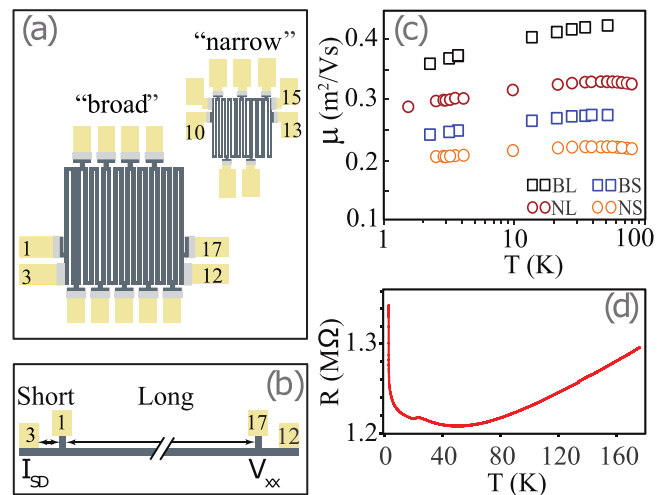 (a)
"narrow"
"broad"
15
10
13
1
17
3
12
(b)
Short
1
Long
17
3
12
I_SD
V_xx
(c)
μ (m²/Vs)
0.4
0.3
0.2
0.1
BL
BS
NL
NS
1
10
100
T (K)
(d)
R (MΩ)
1.3
1.2
0
40
80
120
160
T (K)